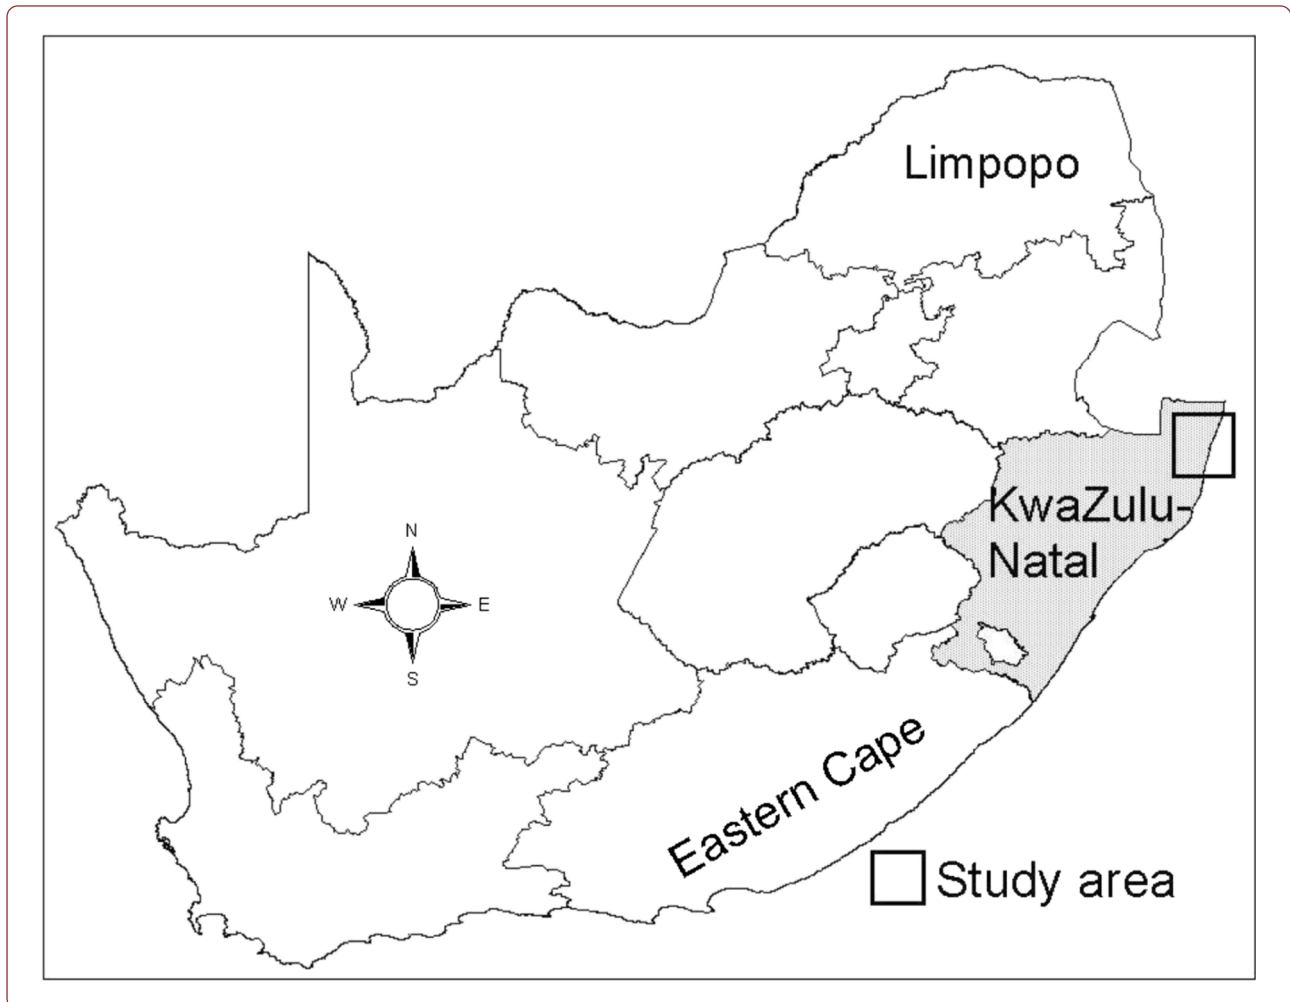 Limpopo
KwaZulu-
Natal
N
W
E
S
Eastern Cape
Study area